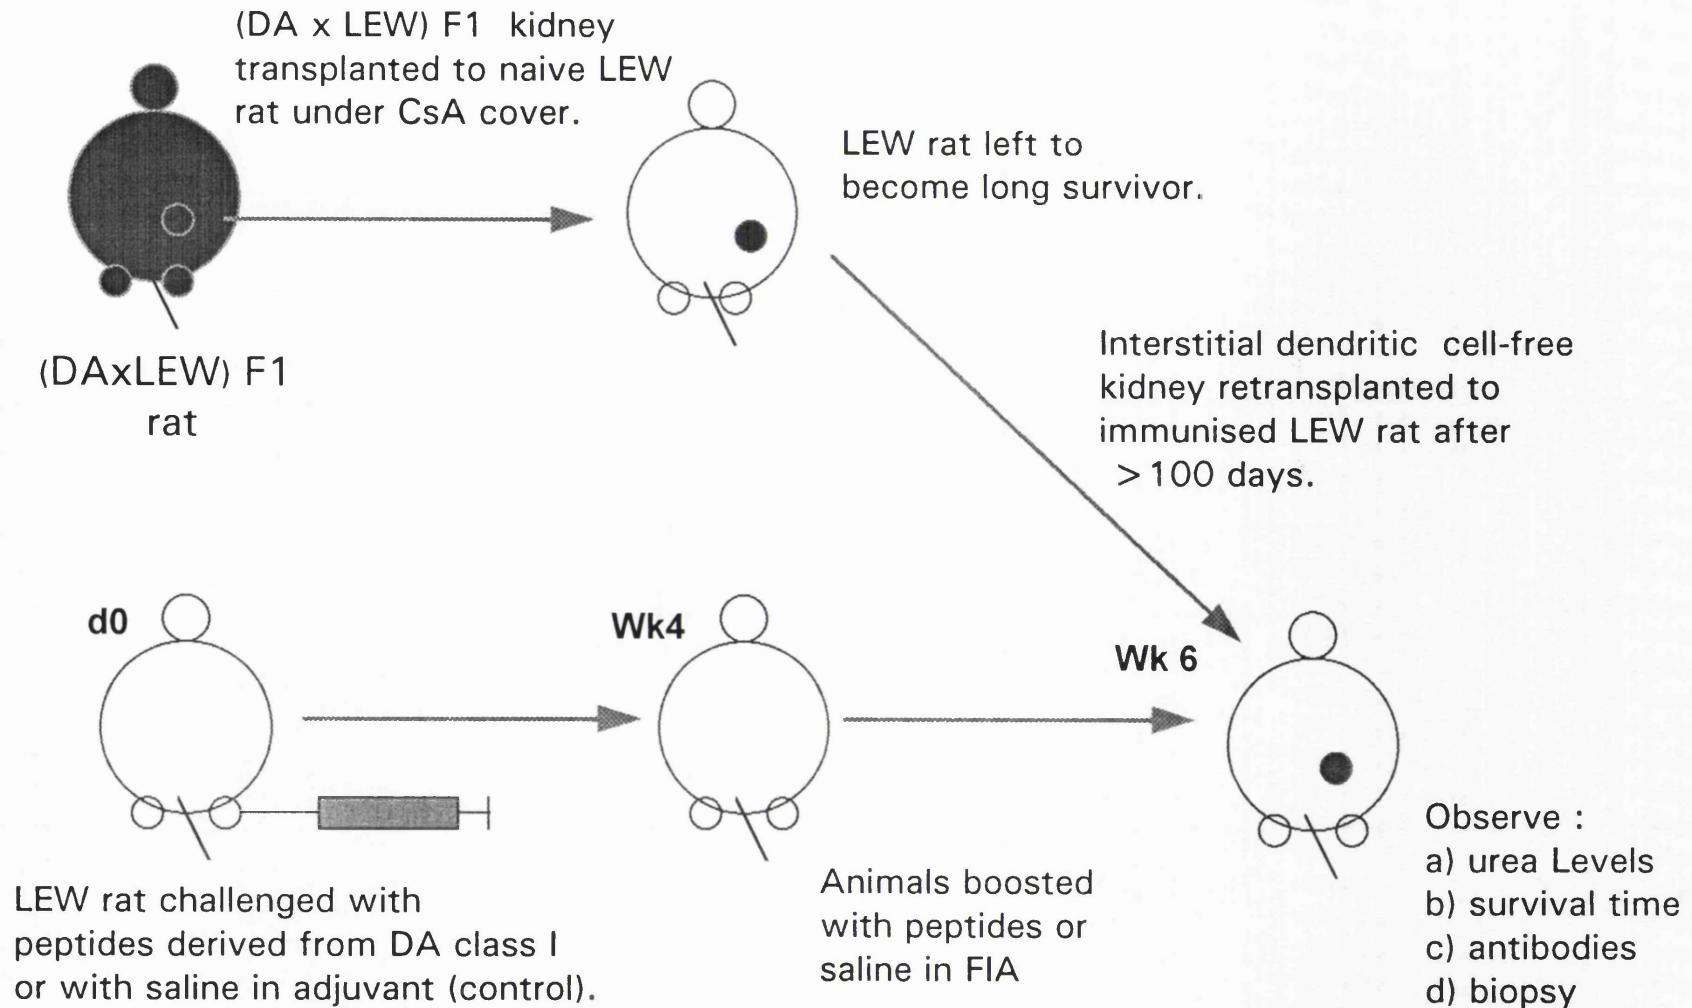 (DA x LEW) F1 kidney
transplanted to naive LEW
rat under CsA cover.
LEW rat left to
become long survivor.
(DAxLEW) F1
rat
Interstitial dendritic cell-free
kidney retransplanted to
immunised LEW rat after
>100 days.
d0
Wk4
Wk 6
LEW rat challenged with
peptides derived from DA class I
or with saline in adjuvant (control).
Animals boosted
with peptides or
saline in FIA
Observe :
a) urea Levels
b) survival time
c) antibodies
d) biopsy